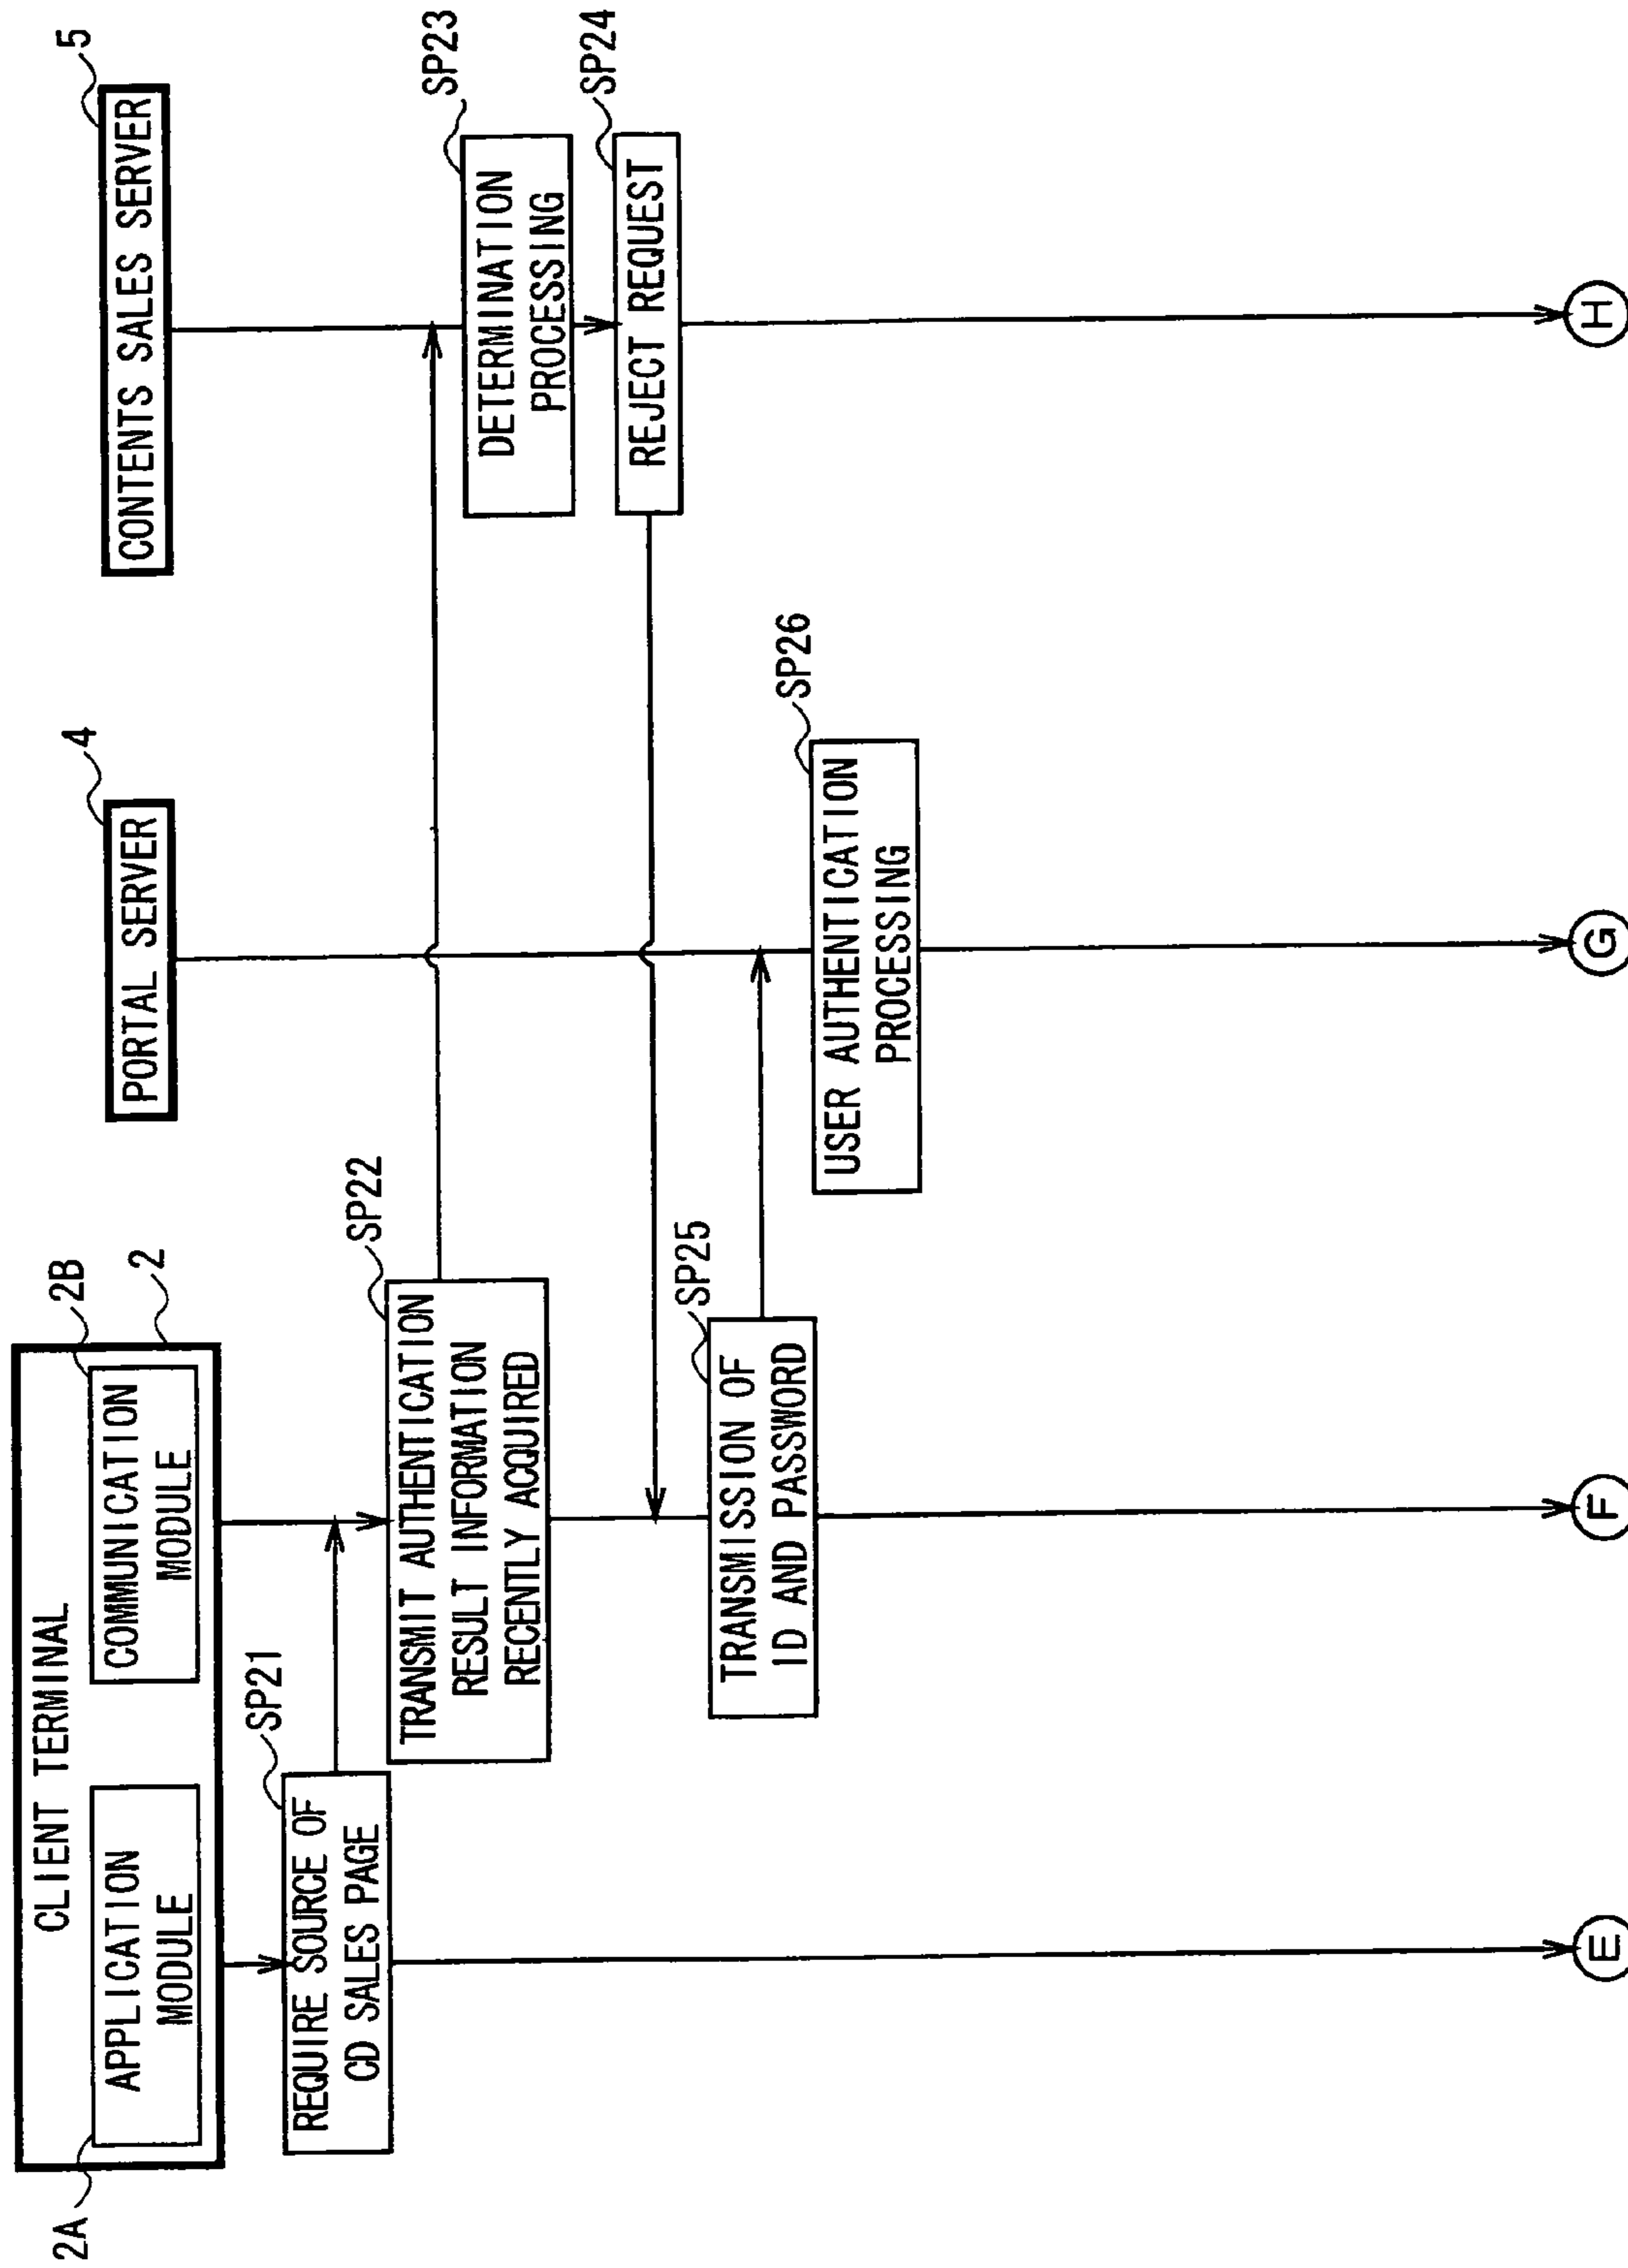 CLIENT TERMINAL
2A
APPLICATION
MODULE
2B
COMMUNICATION
MODULE
2
4
PORTAL SERVER
5
CONTENTS SALES SERVER
SP21
REQUIRE SOURCE OF
CD SALES PAGE
SP22
TRANSMIT AUTHENTICATION
RESULT INFORMATION
RECENTLY ACQUIRED
SP23
DETERMINATION
PROCESSING
SP24
REJECT REQUEST
SP25
TRANSMISSION OF
ID AND PASSWORD
SP26
USER AUTHENTICATION
PROCESSING
E
F
G
H